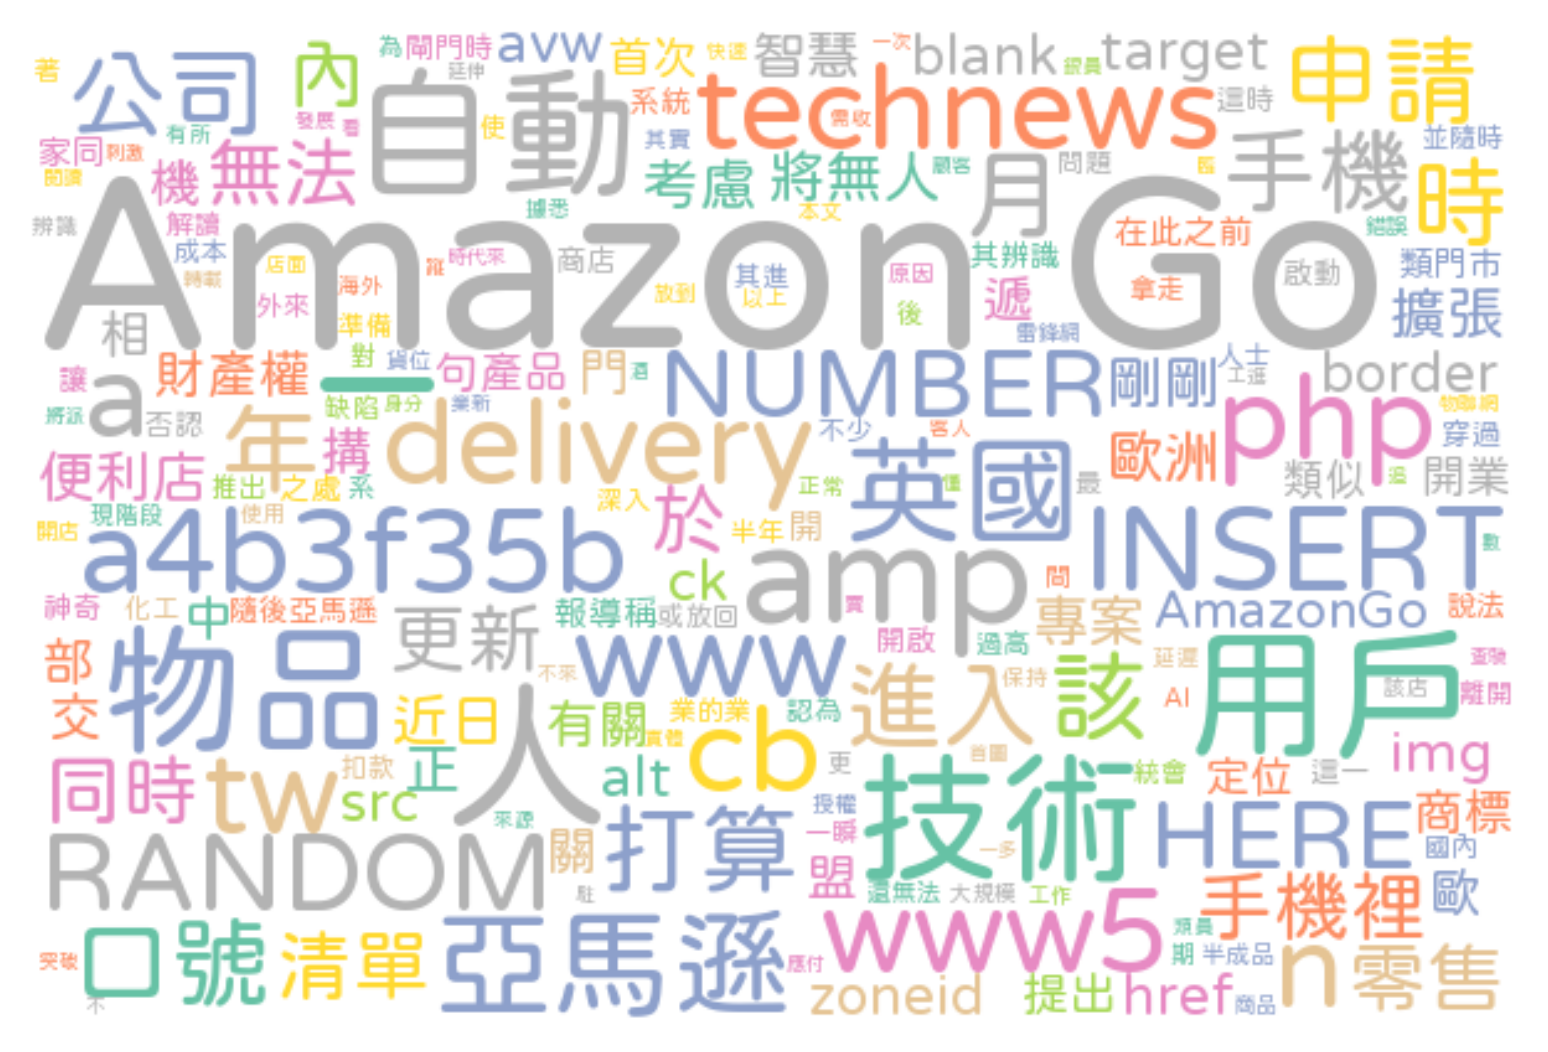 著
公司
內
為
閘門時
avw
首次
快速
智慧
一次
blank
銀員
target
申請
延伸
自動
系統
technews
需收
這時
有所
發展
看
使
其實
並隨時
家同
刺激
閱讀
機
無法
考慮
將無人
顧客
月
問題
手機
時
辨識
解讀
據悉
本文
在此之前
錯誤
Amazon Go
成本
轉載
店面
外來
海外
準備
時代來
商店
放到
其進
以上
原因
後
其辨識
遞
雷鋒網
拿走
啟動
類門市
擴張
相
讓
a
財產權
一
對
貨位
句產品
門
酒
NUMBER
剛剛
人士
border
將派
否認
年
缺陷
身分
業新
delivery
不少
客人
歐洲
php
物聯網
穿過
便利店
推出
之處
系
搆
深入
於
正常
英國
懂
最
類似
追
開業
開店
現階段
使用
a4b3f35b
半年
開
INSERT
數
神奇
化工
中
隨後亞馬遜
更新
報導稱
或放回
ck
amp
賣
間
開啟
過高
專案
AmazonGo
說法
部
交
物品
近日
人
不來
www
有關
實體
業的業
認為
進入
保持
該
延遲
AI
用戶
該店
查驗
離開
同時
tw
扣款
src
正
來源
alt
cb
更
首圖
技術
統會
定位
這一
img
RANDOM
關
打算
授權
一瞬
盟
一多
HERE
商標
國內
駐
還無法
大規模
工作
手機裡
歐
突破
口號
不
清單
亞馬遜
應付
www5
zoneid
類員
期
半成品
提出
href
商品
n
零售